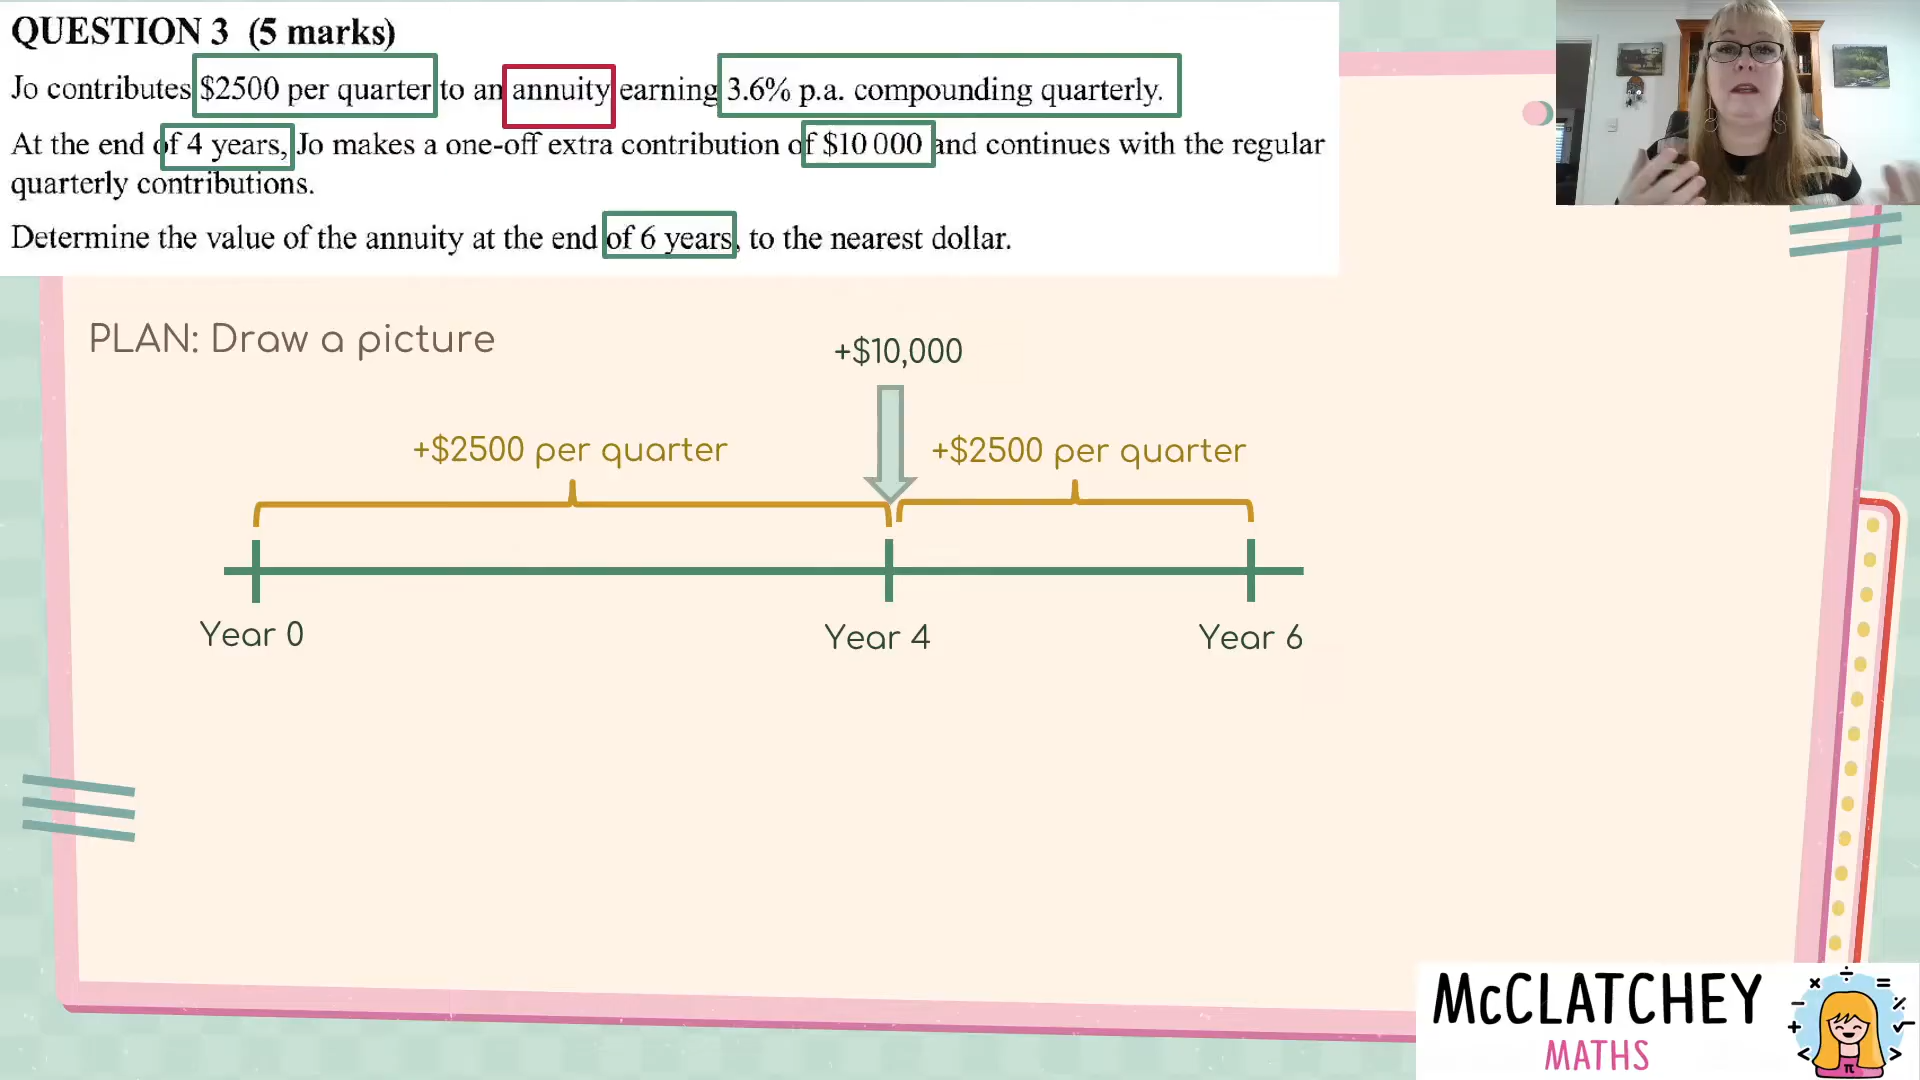 QUESTION 3 (5 marks)
Jo contributes $2500 per quarter to an annuity earning 3.6% p.a. compounding quarterly.
At the end of 4 years, Jo makes a one-off extra contribution of $10 000 and continues with the regular
quarterly contributions.
Determine the value of the annuity at the end of 6 years, to the nearest dollar.
PLAN: Draw a picture
+$10,000
+$2500 per quarter
+$2500 per quarter
Year 0
Year 4
Year 6
McCLATCHEY
MATHS